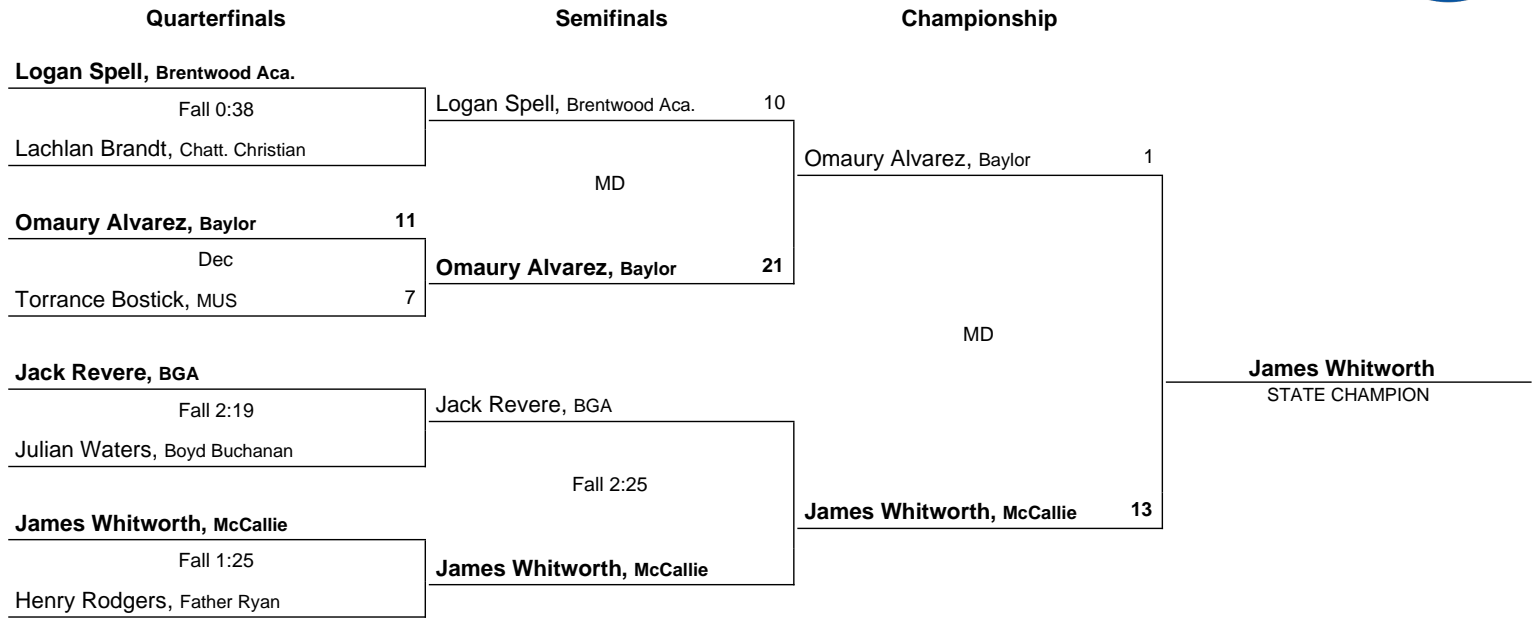 Quarterfinals Semifinals Championship
Logan Spell, Brentwood Aca.
Fall 0:38
Lachlan Brandt, Chatt. Christian
Omaury Alvarez, Baylor 11
Dec
Torrance Bostick, MUS 7
Jack Revere, BGA
Fall 2:19
Julian Waters, Boyd Buchanan
James Whitworth, McCallie
Fall 1:25
Henry Rodgers, Father Ryan
Logan Spell, Brentwood Aca. 10
MD
Omaury Alvarez, Baylor 21
Jack Revere, BGA
Fall 2:25
James Whitworth, McCallie
Omaury Alvarez, Baylor 1
MD
James Whitworth, McCallie 13
James Whitworth
STATE CHAMPION